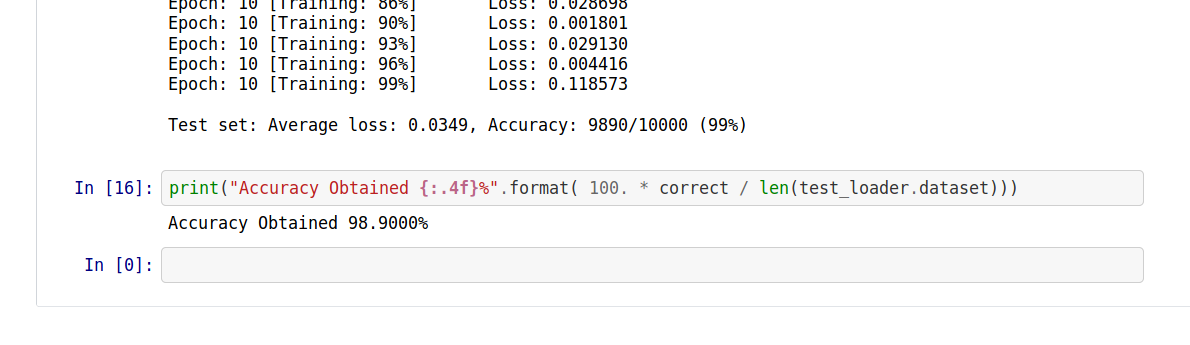 Epoch: 10 [Training: 86%] Loss: 0.028698
Epoch: 10 [Training: 90%] Loss: 0.001801
Epoch: 10 [Training: 93%] Loss: 0.029130
Epoch: 10 [Training: 96%] Loss: 0.004416
Epoch: 10 [Training: 99%] Loss: 0.118573
Test set: Average loss: 0.0349, Accuracy: 9890/10000 (99%)
In [16]: print("Accuracy Obtained {:.4f}%".format( 100. * correct / len(test_loader.dataset)))
Accuracy Obtained 98.9000%
In [0]: